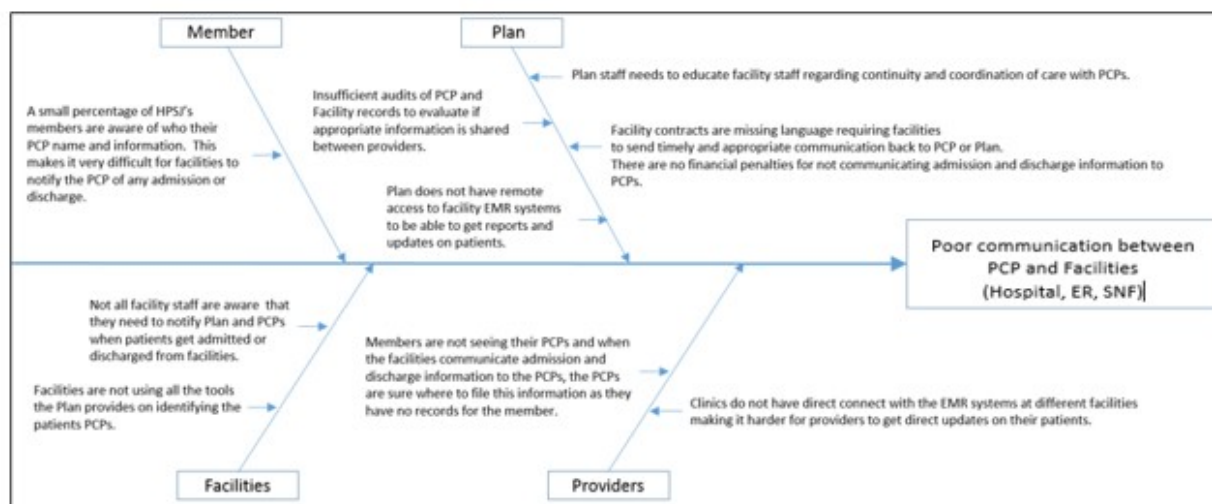 Member
Plan
Plan staff needs to educate facility staff regarding continuity and coordination of care with PCPs.
Insufficient audits of PCP and
Facility records to evaluate if
appropriate information is shared
between providers.
A small percentage of HPSJ's
members are aware of who their
PCP name and information. This
makes it very difficult for facilities to
notify the PCP of any admission or
discharge.
Facility contracts are missing language requiring facilities
to send timely and appropriate communication back to PCP or Plan.
There are no financial penalties for not communicating admission and discharge information to
PCPs.
Plan does not have remote
access to facility EMR systems
to be able to get reports and
updates on patients.
Poor communication between
PCP and Facilities
(Hospital, ER, SNF)
Not all facility staff are aware that
they need to notify Plan and PCPs
when patients get admitted or
discharged from facilities.
Facilities are not using all the tools
the Plan provides on identifying the
patients PCPs.
Members are not seeing their PCPs and when
the facilities communicate admission and
discharge information to the PCPs, the PCPs
are sure where to file this information as they
have no records for the member.
Clinics do not have direct connect with the EMR systems at different facilities
making it harder for providers to get direct updates on their patients.
Facilities
Providers